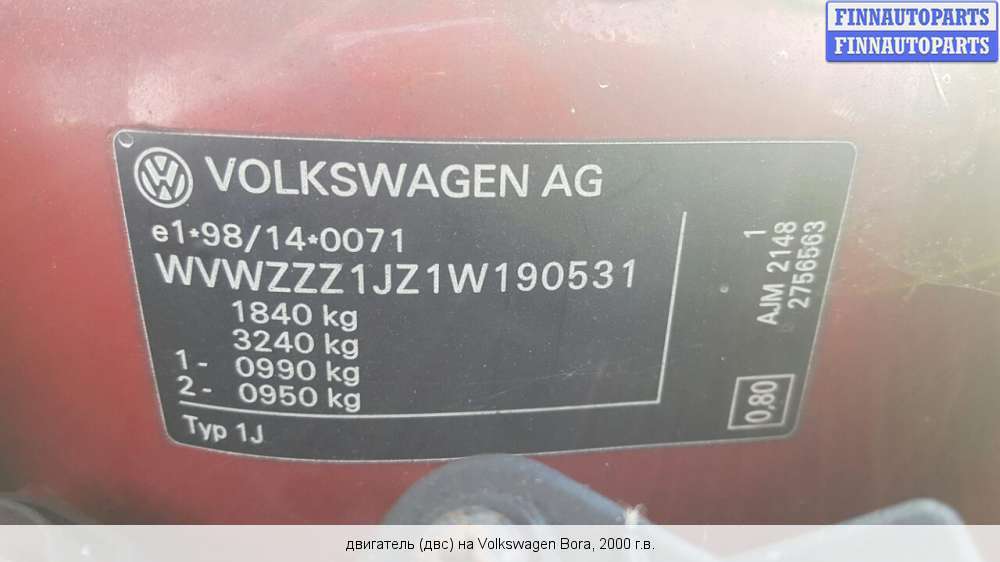 FINNAUTOPARTS
FINNAUTOPARTS
VOLKSWAGEN AG
e1*98/14*0071
WVWZZZ1JZ1W190531
1840 kg
3240 kg
1- 0990 kg
2- 0950 kg
Typ 1J
1
AJM 2148
2756563
0,80
двигатель (двс) на Volkswagen Bora, 2000 г.в.